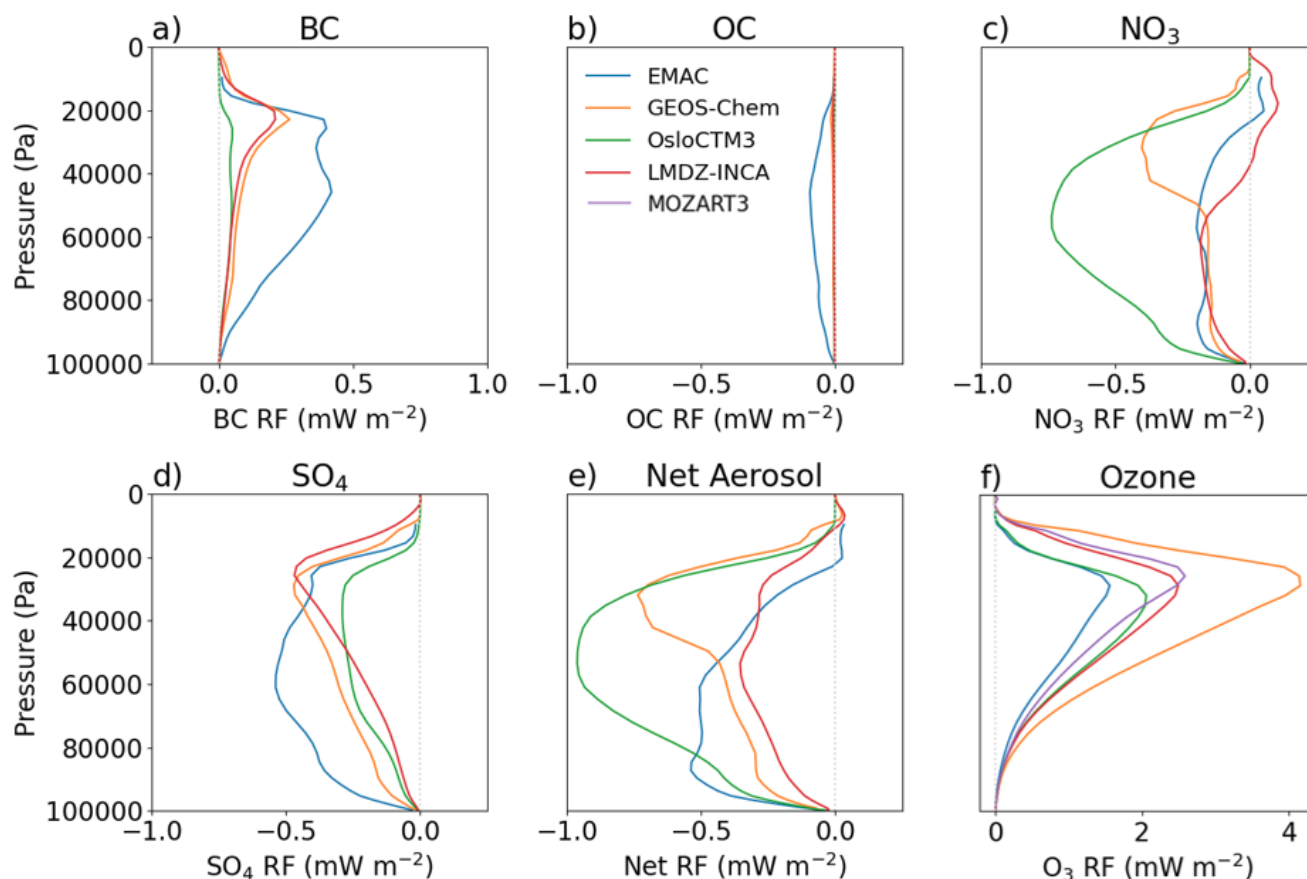 a) BC
b) OC
c) NO₃
Pressure (Pa)
0
20000
40000
60000
80000
100000
0.0 0.5 1.0
BC RF (mW m⁻²)
EMAC
GEOS-Chem
OsloCTM3
LMDZ-INCA
MOZART3
−1.0 −0.5 0.0
OC RF (mW m⁻²)
−1.0 −0.5 0.0
NO₃ RF (mW m⁻²)
d) SO₄
e) Net Aerosol
f) Ozone
Pressure (Pa)
0
20000
40000
60000
80000
100000
−1.0 −0.5 0.0
SO₄ RF (mW m⁻²)
−1.0 −0.5 0.0
Net RF (mW m⁻²)
0 2 4
O₃ RF (mW m⁻²)